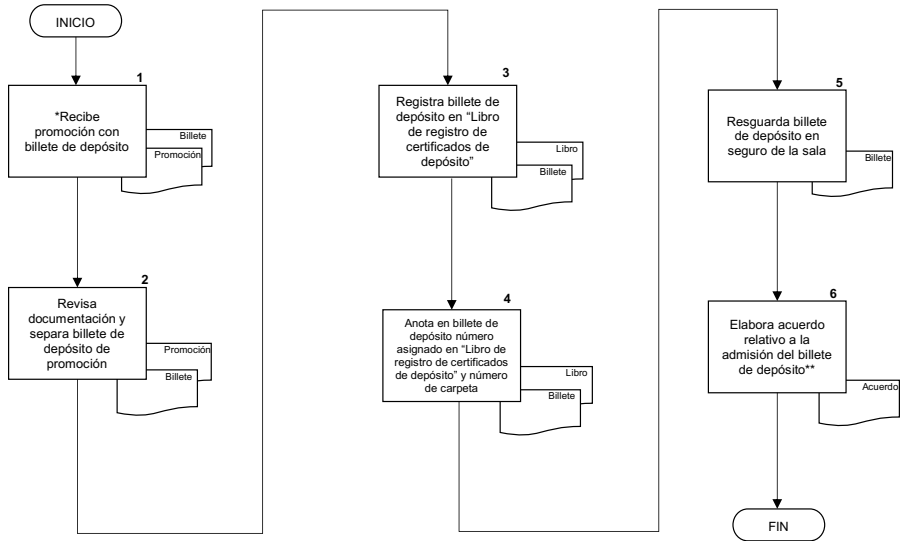 INICIO
1
*Recibe
promoción con
billete de depósito
Billete
Promoción
2
Revisa
documentación y
separa billete de
depósito de
promoción
Promoción
Billete
3
Registra billete de
depósito en “Libro
de registro de
certificados de
depósito”
Libro
Billete
4
Anota en billete de
depósito número
asignado en “Libro de
registro de certificados
de depósito” y número
de carpeta
Libro
Billete
5
Resguarda billete
de depósito en
seguro de la sala
Billete
6
Elabora acuerdo
relativo a la
admisión del billete
de depósito**
Acuerdo
FIN